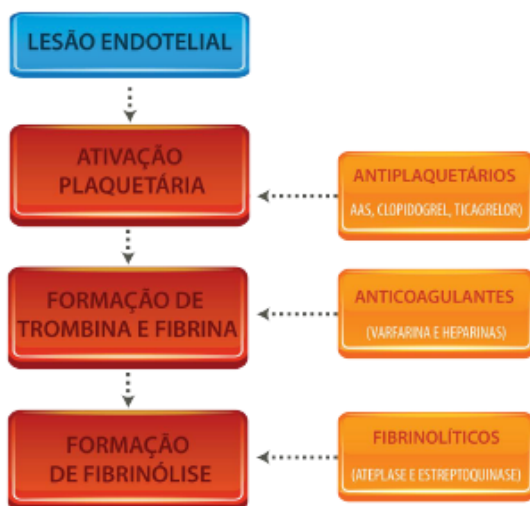 LESÃO ENDOTELIAL
ATIVAÇÃO
PLAQUETÁRIA
ANTIPLAQUETÁRIOS
(AAS, CLOPIDOGREL, TICAGRELOR)
FORMAÇÃO DE
TROMBINA E FIBRINA
ANTICOAGULANTES
(VARFARINA E HEPARINAS)
FORMAÇÃO
DE FIBRINÓLISE
FIBRINOLÍTICOS
(ATEPLASE E ESTREPTOQUINASE)